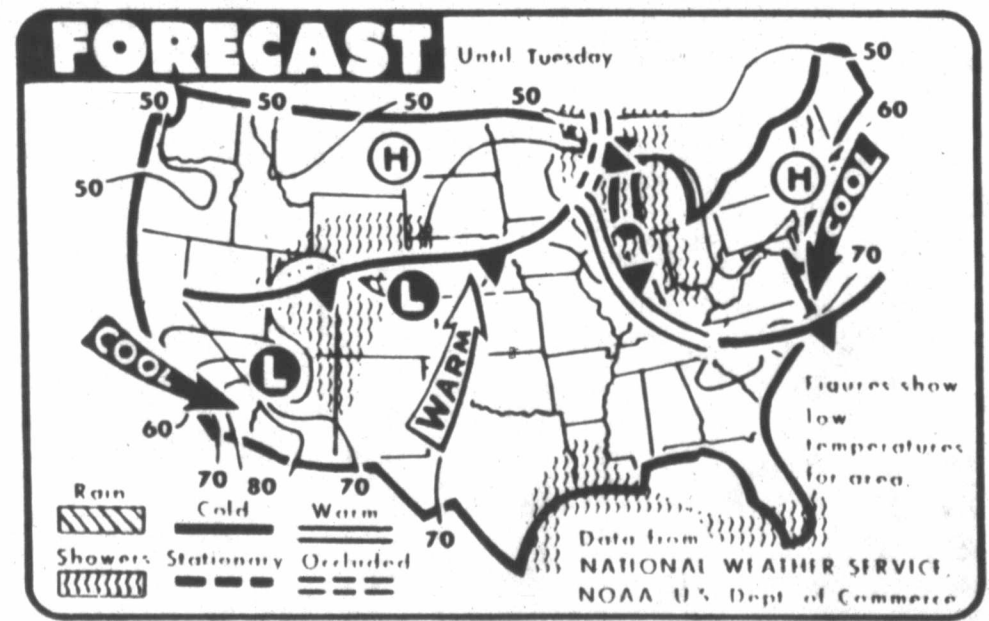 FORECAST
Until Tuesday
50
50 50 50 50
60
50
H
H
COOL
70
L
WARM
COOL
L
Figures show
low
temperatures
for area.
60
70 80 70
70
Rain
Cold Warm
Showers Stationary Occluded
Data from
NATIONAL WEATHER SERVICE,
NOAA, U.S. Dept. of Commerce